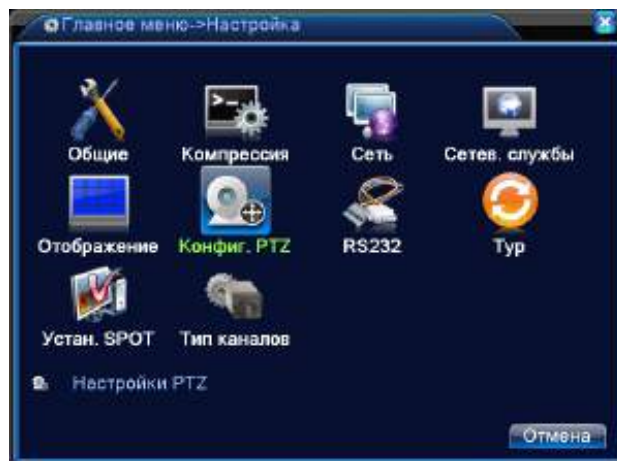 Главное меню->Настройка
Общие Компрессия Сеть Сетев. службы
Отображение Конфиг. PTZ RS232 Тур
Устан. SPOT Тип каналов
Настройки PTZ
Отмена